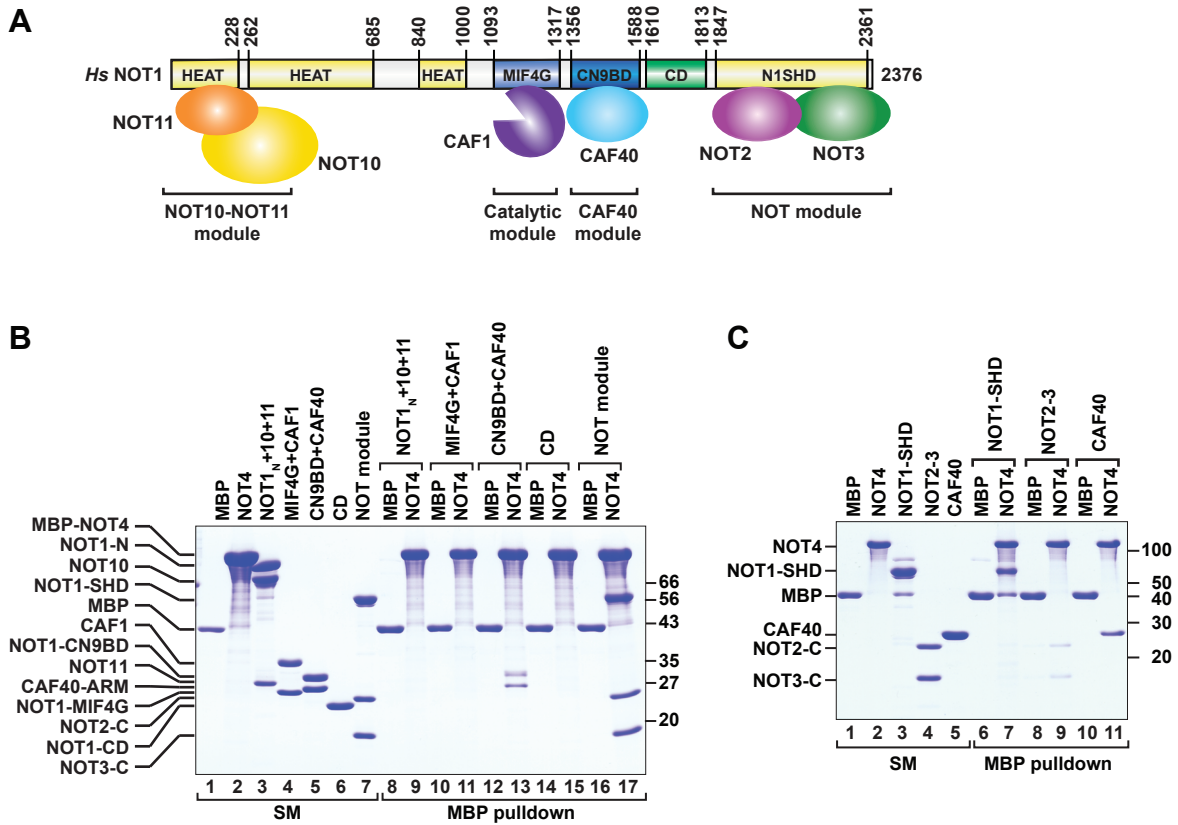 A
228
262
685
840
1000
1093
1317
1356
1588
1610
1813
1847
2361
Hs NOT1
HEAT
HEAT
HEAT
MIF4G
CN9BD
CD
N1SHD
2376
NOT11
NOT10
CAF1
CAF40
NOT2
NOT3
NOT10-NOT11
module
Catalytic
module
CAF40
module
NOT module
B
NOT1N+10+11
MIF4G+CAF1
CN9BD+CAF40
CD
NOT module
MBP
NOT4
NOT1N+10+11
MIF4G+CAF1
CN9BD+CAF40
CD
NOT module
MBP
NOT4
MBP
NOT4
MBP
NOT4
MBP
NOT4
MBP
NOT4
MBP-NOT4
NOT1-N
NOT10
NOT1-SHD
MBP
CAF1
NOT1-CN9BD
NOT11
CAF40-ARM
NOT1-MIF4G
NOT2-C
NOT1-CD
NOT3-C
66
56
43
35
27
20
1 2 3 4 5 6 7 8 9 10 11 12 13 14 15 16 17
SM
MBP pulldown
C
NOT1-SHD
NOT2-3
CAF40
MBP
NOT4
NOT1-SHD
NOT2-3
CAF40
MBP
NOT4
MBP
NOT4
MBP
NOT4
NOT4
NOT1-SHD
MBP
CAF40
NOT2-C
NOT3-C
100
50
40
30
20
1 2 3 4 5 6 7 8 9 10 11
SM
MBP pulldown